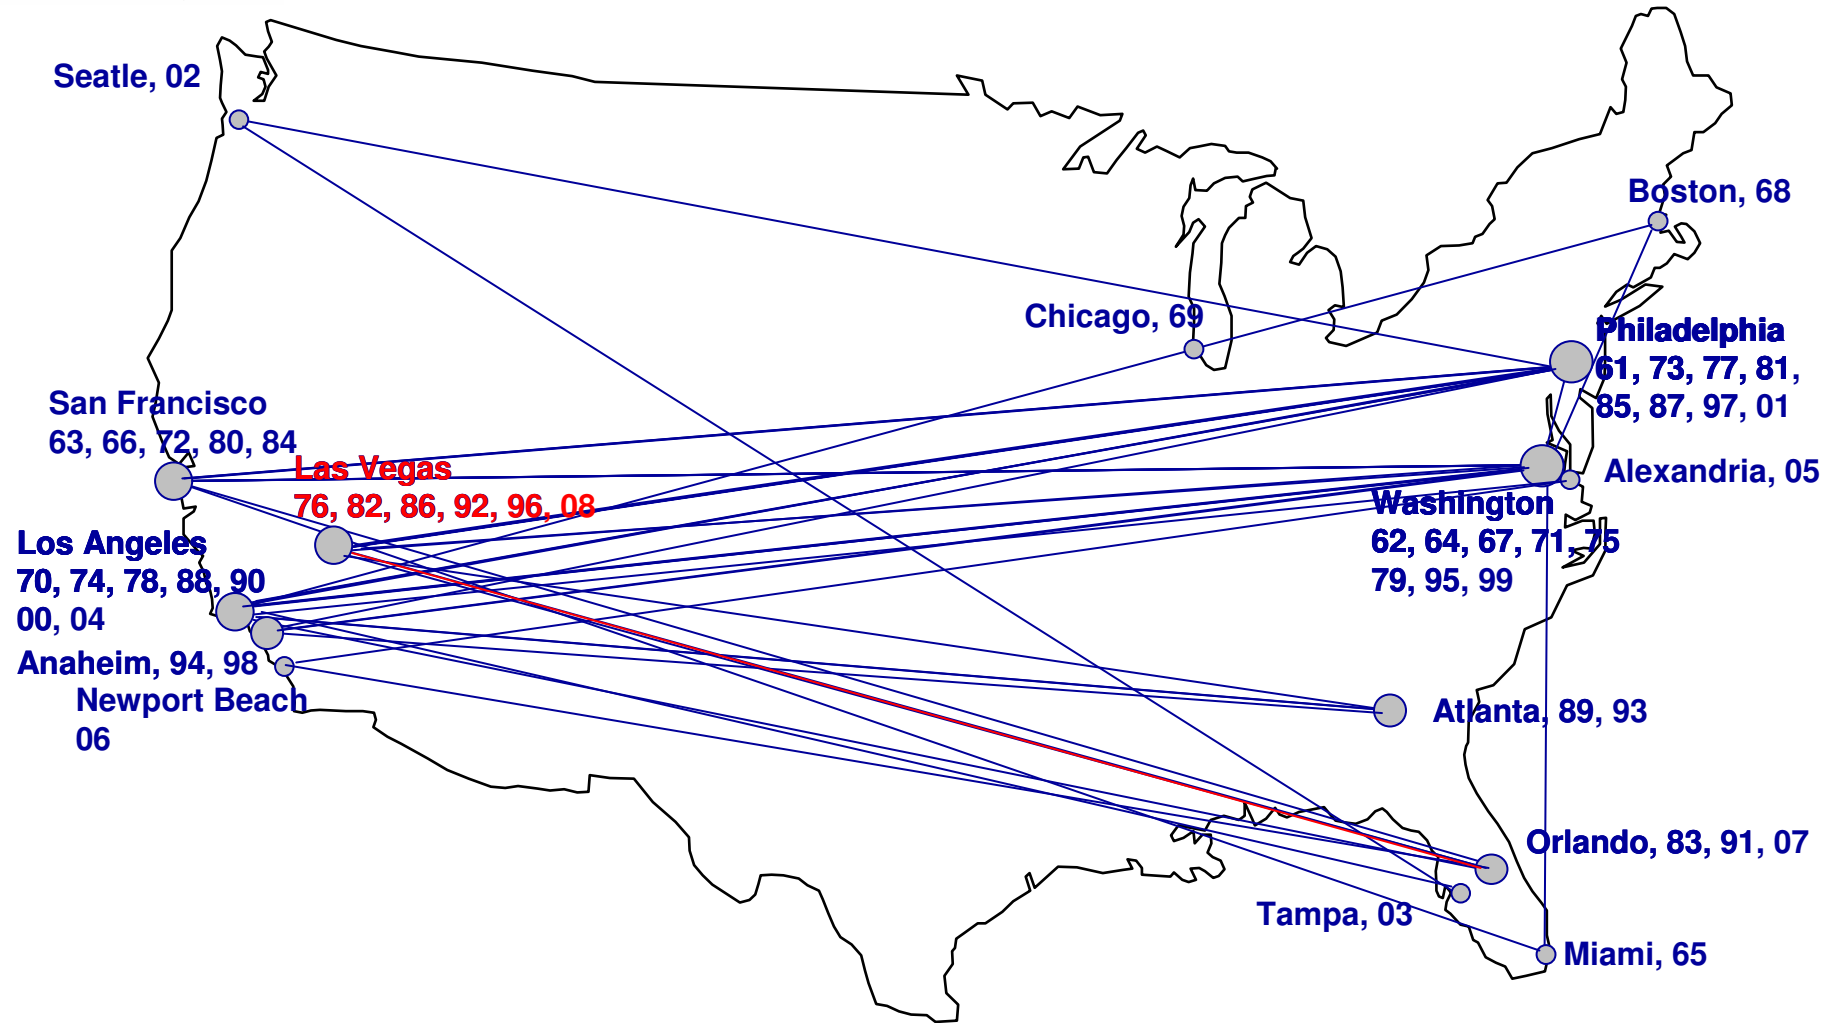 Seatle, 02
Boston, 68
Chicago, 69
Philadelphia
61, 73, 77, 81,
85, 87, 97, 01
San Francisco
63, 66, 72, 80, 84
Las Vegas
76, 82, 86, 92, 96, 08
Alexandria, 05
Washington
62, 64, 67, 71, 75
79, 95, 99
Los Angeles
70, 74, 78, 88, 90
00, 04
Anaheim, 94, 98
Newport Beach
06
Atlanta, 89, 93
Orlando, 83, 91, 07
Tampa, 03
Miami, 65